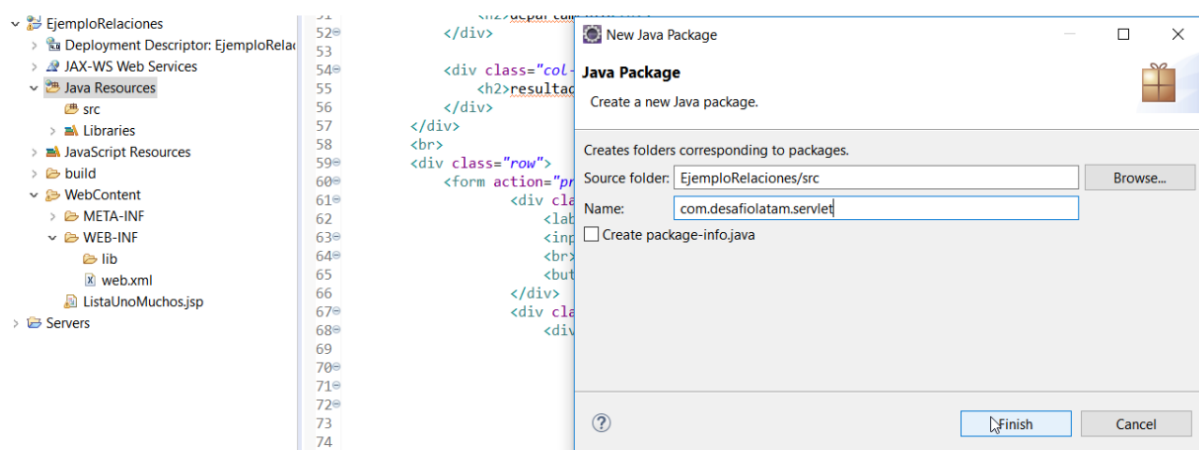 EjemploRelaciones
Deployment Descriptor: EjemploRelac
JAX-WS Web Services
Java Resources
src
Libraries
JavaScript Resources
build
WebContent
META-INF
WEB-INF
lib
web.xml
ListaUnoMuchos.jsp
Servers
51
52 </div>
53
54 <div class="col-
55 <h2>resultad
56 </div>
57 </div>
58 <br>
59 <div class="row">
60 <form action="pr
61 <div cla
62 <lab
63 <inp
64 <br>
65 <but
66 </div>
67 <div cla
68 <div
69
70
71
72
73
74
New Java Package
Java Package
Create a new Java package.
Creates folders corresponding to packages.
Source folder: EjemploRelaciones/src Browse...
Name: com.desafiolatam.servlet
Create package-info.java
Finish Cancel